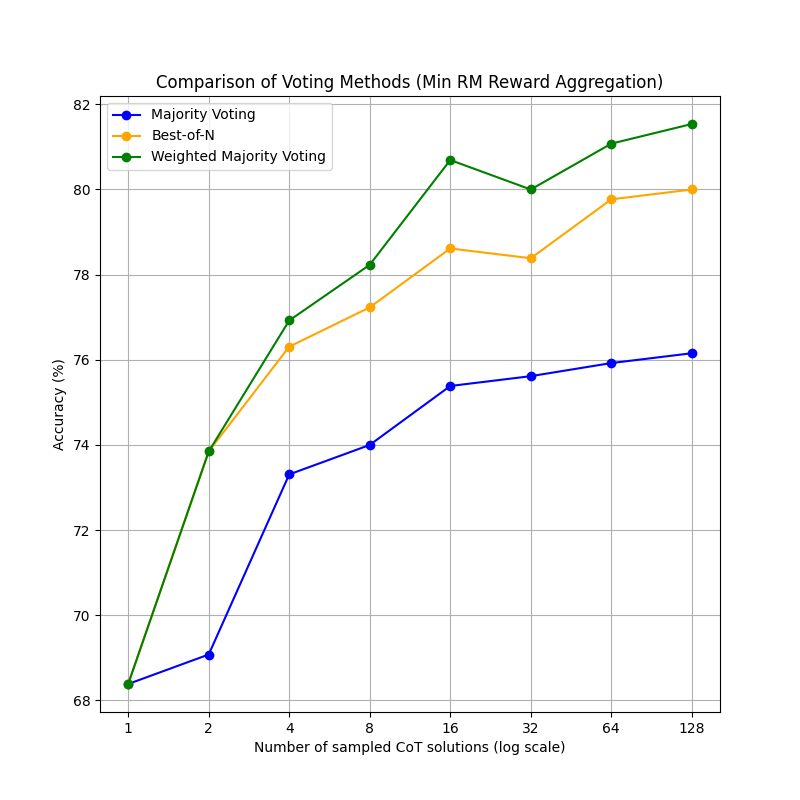 Comparison of Voting Methods (Min RM Reward Aggregation)
Majority Voting
Best-of-N
Weighted Majority Voting
82
80
78
76
74
72
70
68
Accuracy (%)
1 2 4 8 16 32 64 128
Number of sampled CoT solutions (log scale)